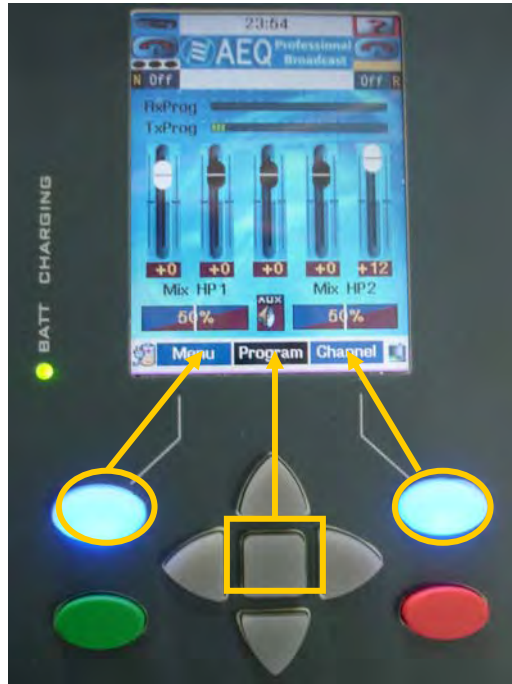 23:54
AEQ Professional Broadcast
N Off
Off R
RxProg
TxProg
+0 +0 +0 +0 +12
Mix HP1 AUX Mix HP2
50% 50%
Menu Program Channel
BATT CHARGING